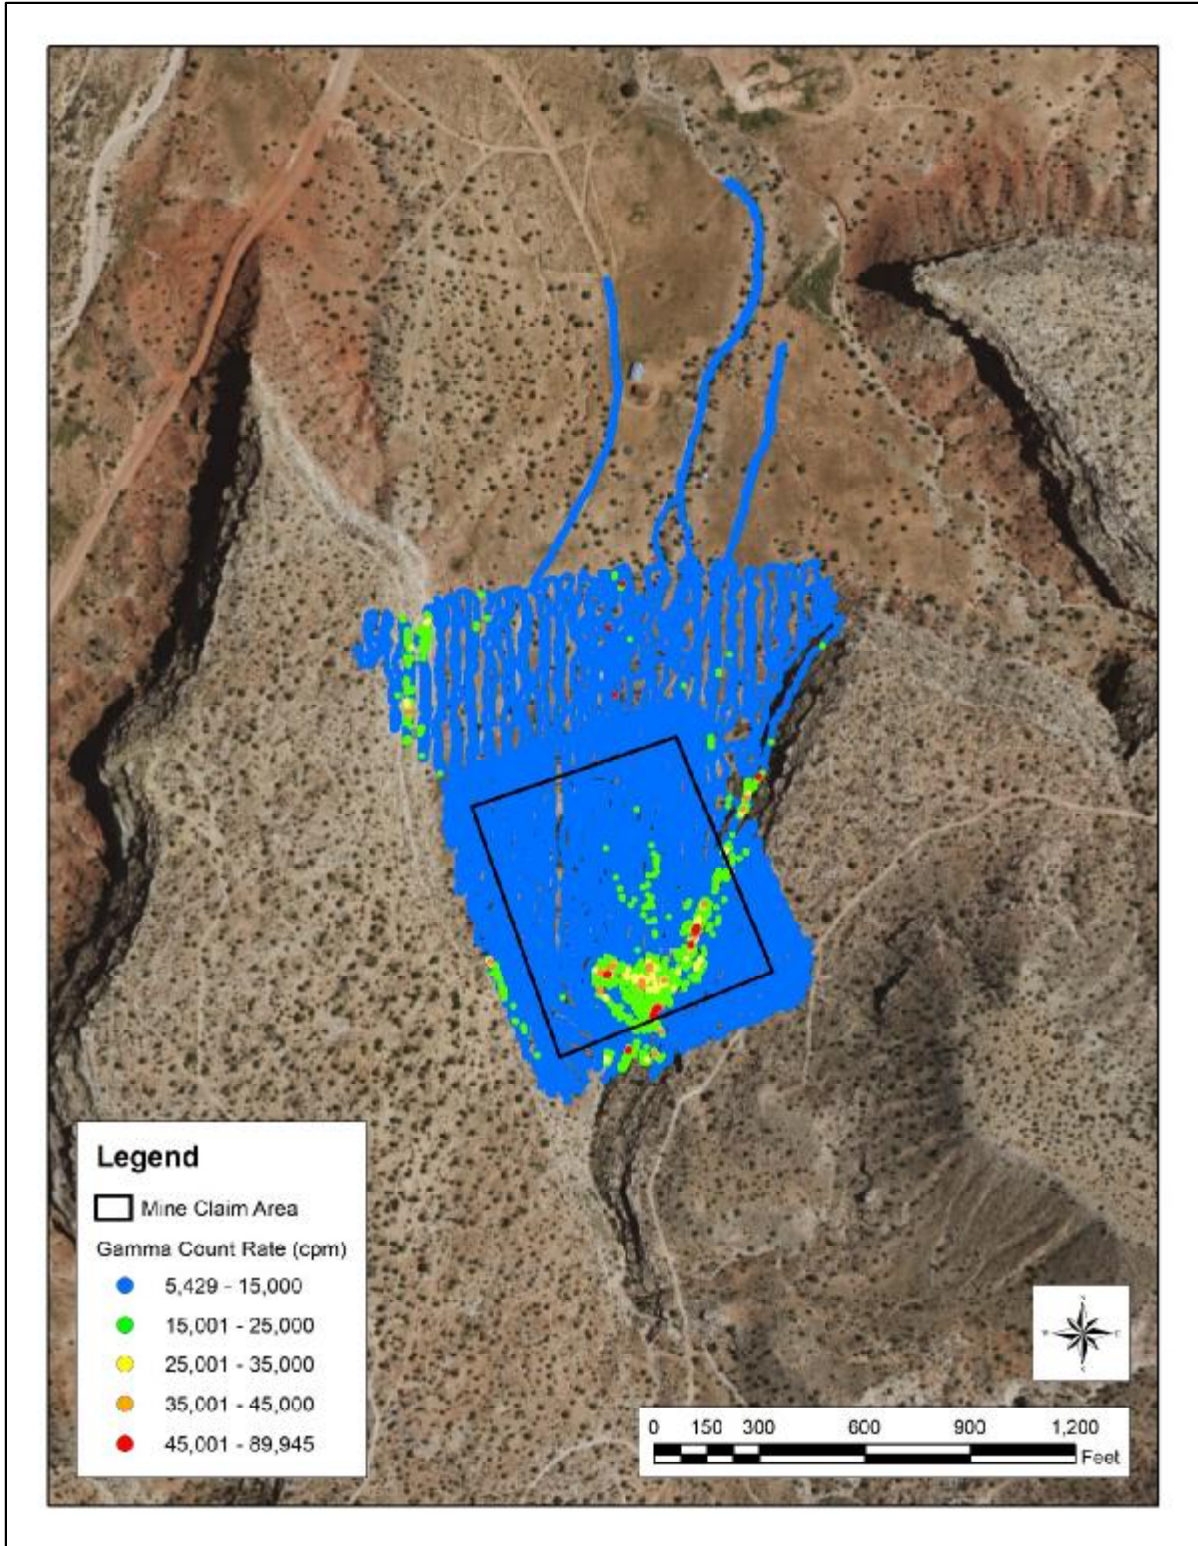 Legend
Mine Claim Area
Gamma Count Rate (cpm)
5,429 - 15,000
15,001 - 25,000
25,001 - 35,000
35,001 - 45,000
45,001 - 89,945
N
0 150 300 600 900 1,200
Feet